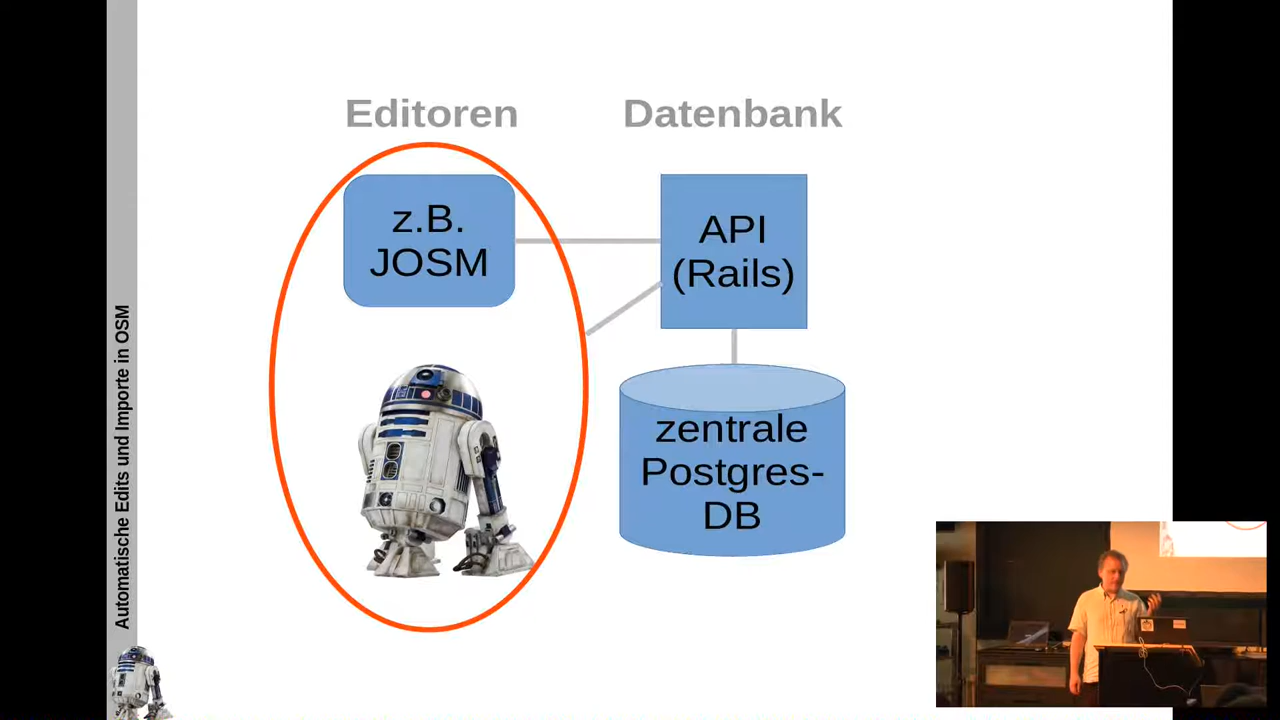 Automatische Edits und Importe in OSM
Editoren
Datenbank
z.B.
JOSM
API
(Rails)
zentrale
Postgres-
DB